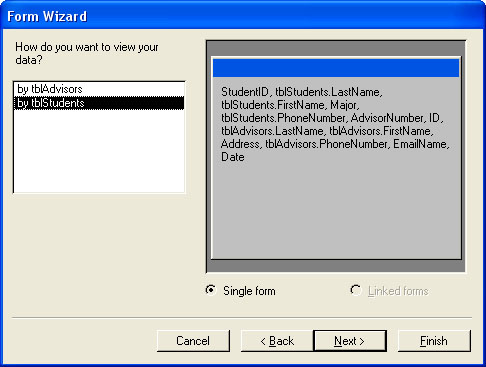 Form Wizard
How do you want to view your
data?
by tblAdvisors
by tblStudents
StudentID, tblStudents.LastName,
tblStudents.FirstName, Major,
tblStudents.PhoneNumber, AdvisorNumber, ID,
tblAdvisors.LastName, tblAdvisors.FirstName,
Address, tblAdvisors.PhoneNumber, EmailName,
Date
Single form
Linked forms
Cancel
< Back
Next >
Finish